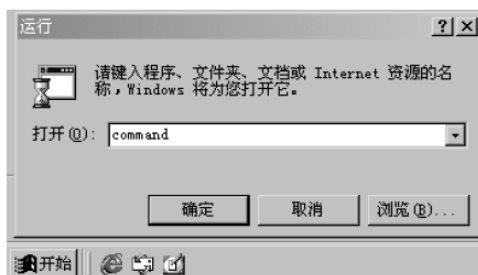 运行
请键入程序、文件夹、文档或 Internet 资源的名
称，Windows 将为您打开它。
打开(O)： command
确定 取消 浏览(B)...
开始